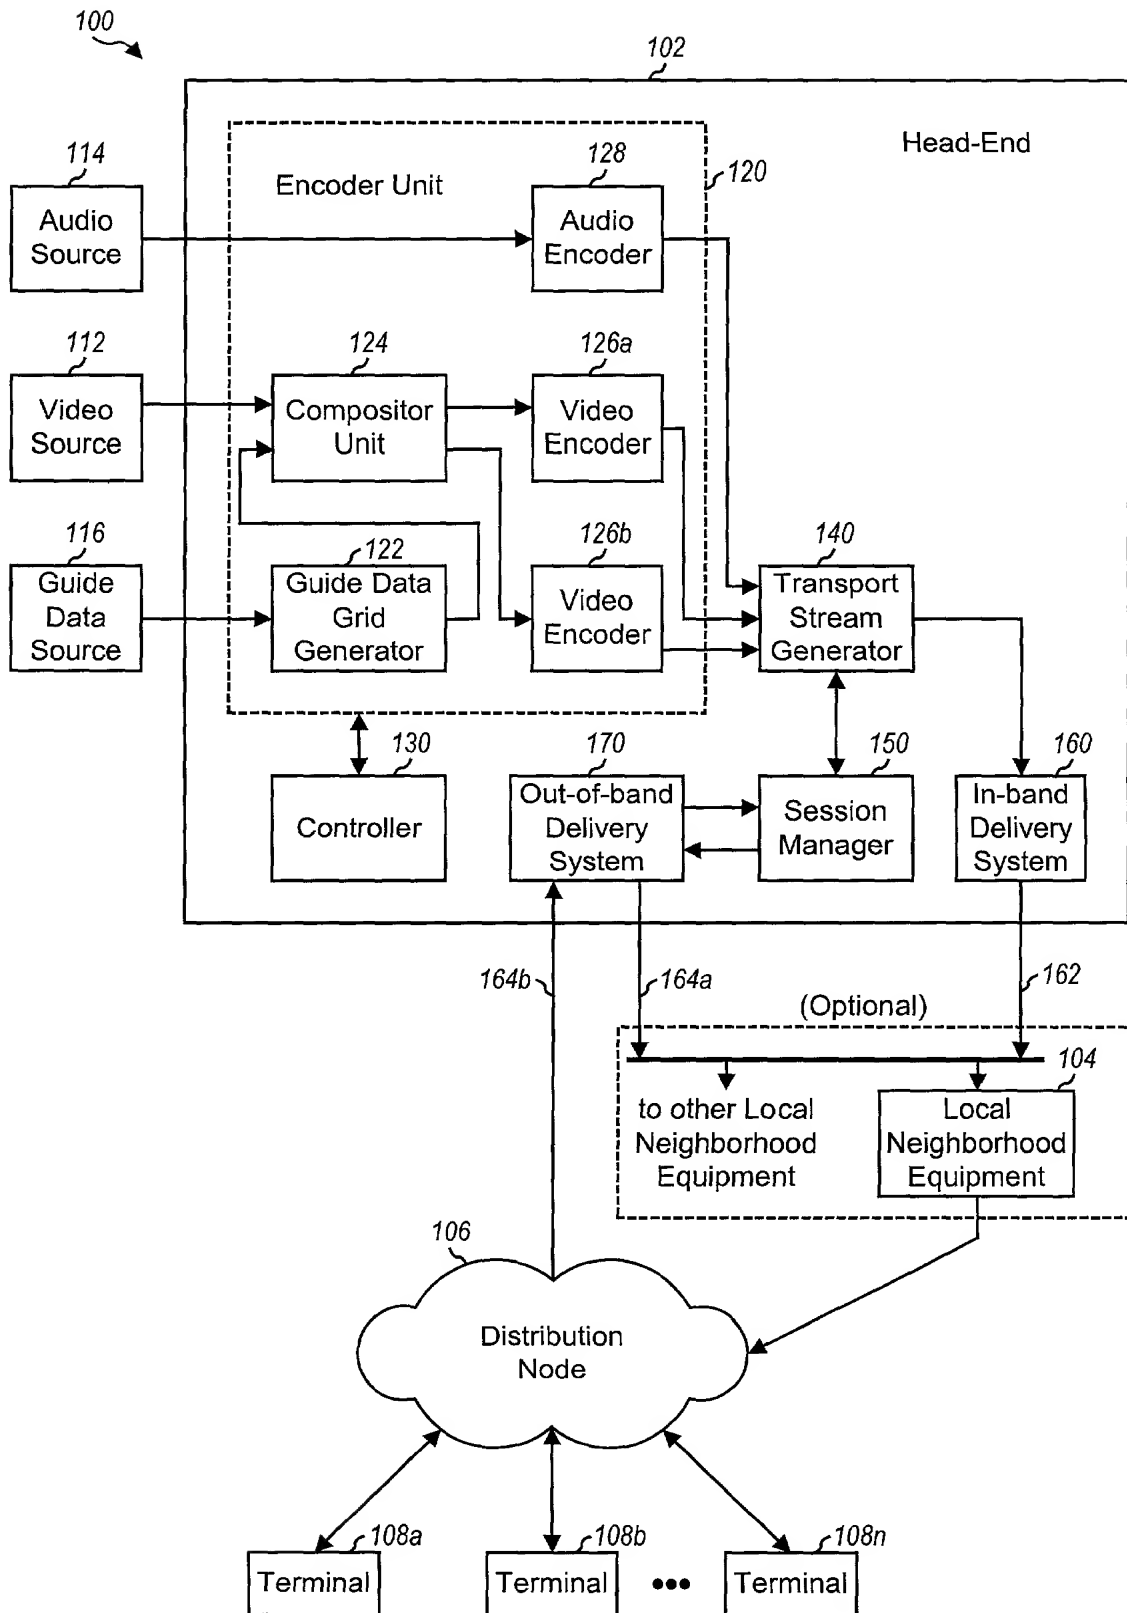 100
102
Head-End
120
Encoder Unit
114
Audio
Source
128
Audio
Encoder
112
Video
Source
124
Compositor
Unit
126a
Video
Encoder
116
Guide
Data
Source
122
Guide Data
Grid
Generator
126b
Video
Encoder
140
Transport
Stream
Generator
130
Controller
170
Out-of-band
Delivery
System
150
Session
Manager
160
In-band
Delivery
System
164b
164a
162
(Optional)
104
to other Local
Neighborhood
Equipment
Local
Neighborhood
Equipment
106
Distribution
Node
108a
Terminal
108b
Terminal
•••
108n
Terminal